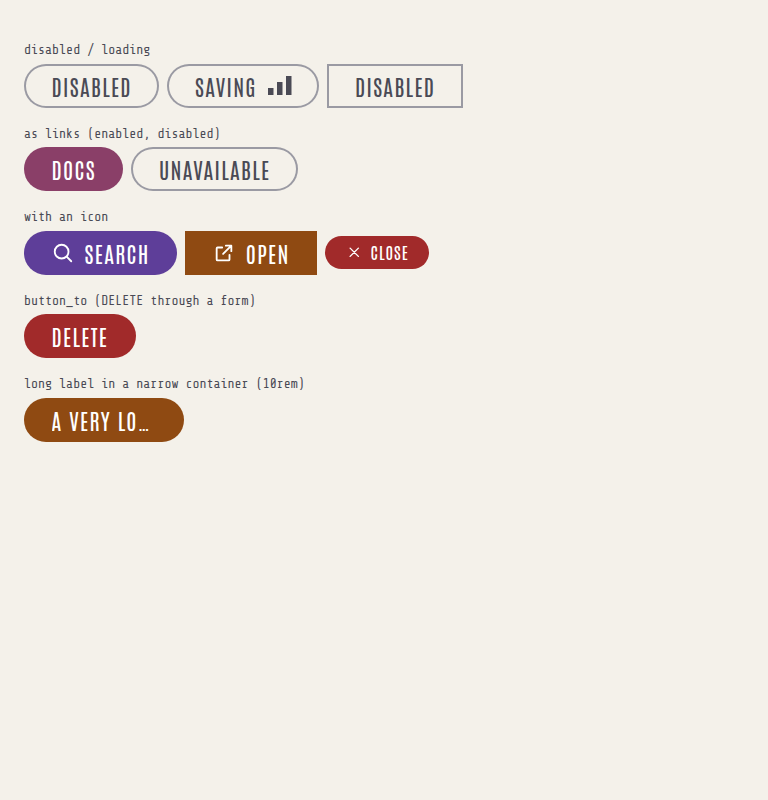 disabled / loading
DISABLED SAVING DISABLED
as links (enabled, disabled)
DOCS UNAVAILABLE
with an icon
SEARCH OPEN CLOSE
button_to (DELETE through a form)
DELETE
long label in a narrow container (10rem)
A VERY LO…